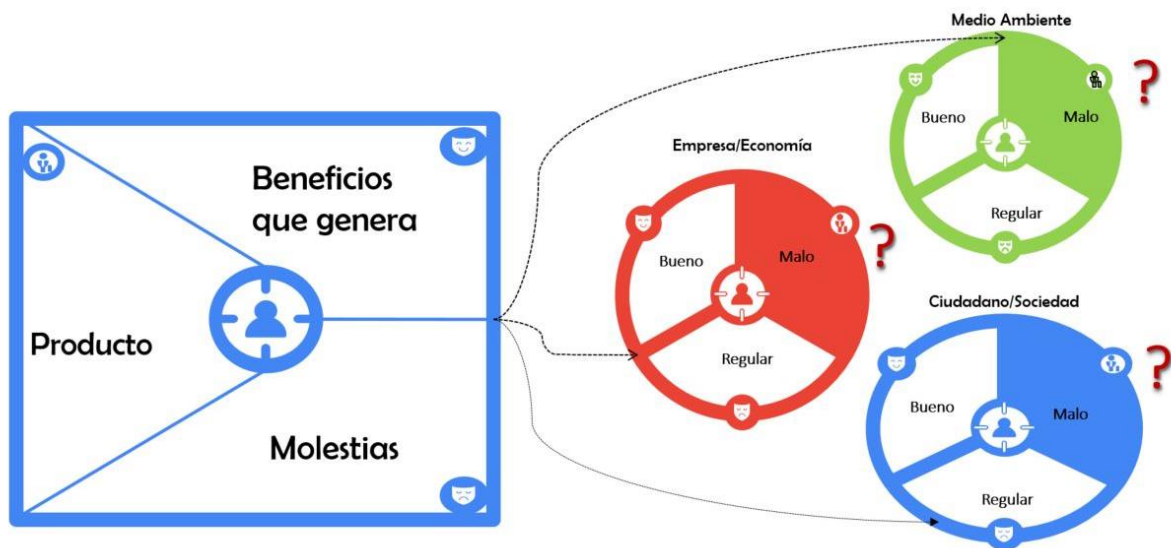 Beneficios
que genera
Producto
Molestias
Empresa/Economía
Bueno
Malo
Regular
?
Medio Ambiente
Bueno
Malo
Regular
?
Ciudadano/Sociedad
Bueno
Malo
Regular
?